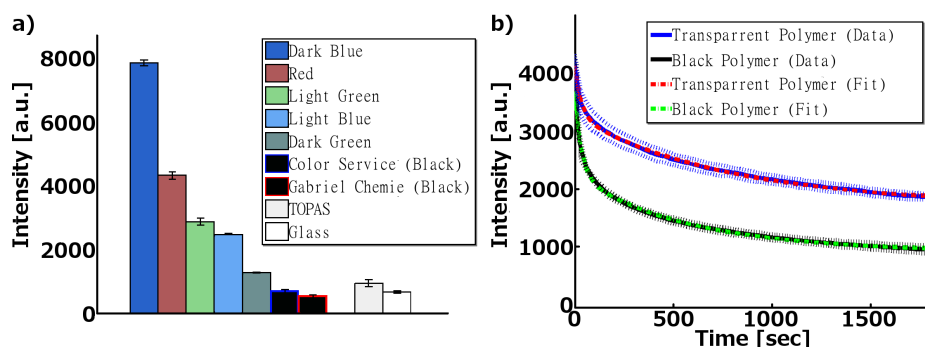 a)
Intensity [a.u.]
8000
6000
4000
2000
0
Dark Blue
Red
Light Green
Light Blue
Dark Green
Color Service (Black)
Gabriel Chemie (Black)
TOPAS
Glass
b)
Intensity [a.u.]
4000
3000
2000
1000
0
Transparrent Polymer (Data)
Black Polymer (Data)
Transparrent Polymer (Fit)
Black Polymer (Fit)
0 500 1000 1500
Time [sec]